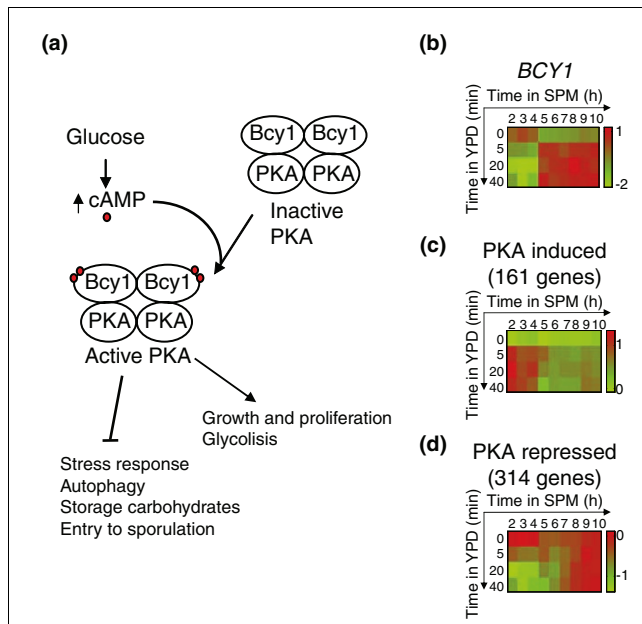 (a)
Glucose
cAMP
Bcy1 Bcy1
PKA PKA
Inactive
PKA
Bcy1 Bcy1
PKA PKA
Active PKA
Growth and proliferation
Glycolisis
Stress response
Autophagy
Storage carbohydrates
Entry to sporulation
(b)
BCY1
Time in SPM (h)
2 3 4 5 6 7 8 9 10
Time in YPD (min)
0
5
20
40
1
-2
(c)
PKA induced
(161 genes)
Time in SPM (h)
2 3 4 5 6 7 8 9 10
Time in YPD (min)
0
5
20
40
1
0
(d)
PKA repressed
(314 genes)
Time in SPM (h)
2 3 4 5 6 7 8 9 10
Time in YPD (min)
0
5
20
40
0
-1